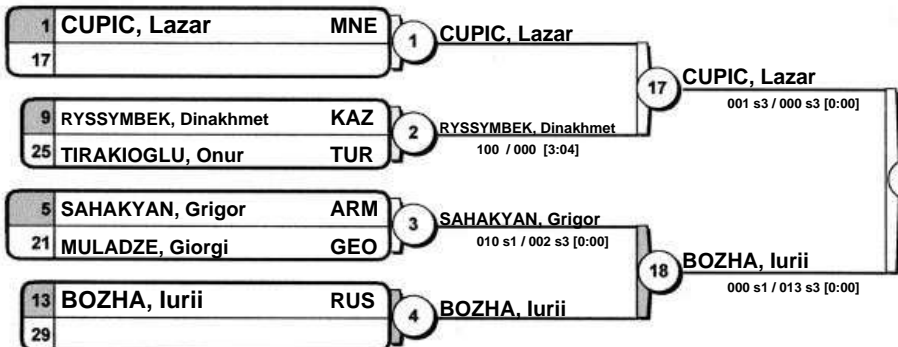 1 CUPIC, Lazar MNE
17
1
CUPIC, Lazar
9 RYSSYMBEK, Dinakhmet KAZ
25 TIRAKIOGLU, Onur TUR
2
RYSSYMBEK, Dinakhmet
100 / 000 [3:04]
17
CUPIC, Lazar
001 s3 / 000 s3 [0:00]
5 SAHAKYAN, Grigor ARM
21 MULADZE, Giorgi GEO
3
SAHAKYAN, Grigor
010 s1 / 002 s3 [0:00]
13 BOZHA, Iurii RUS
29
4
BOZHA, Iurii
18
BOZHA, Iurii
000 s1 / 013 s3 [0:00]